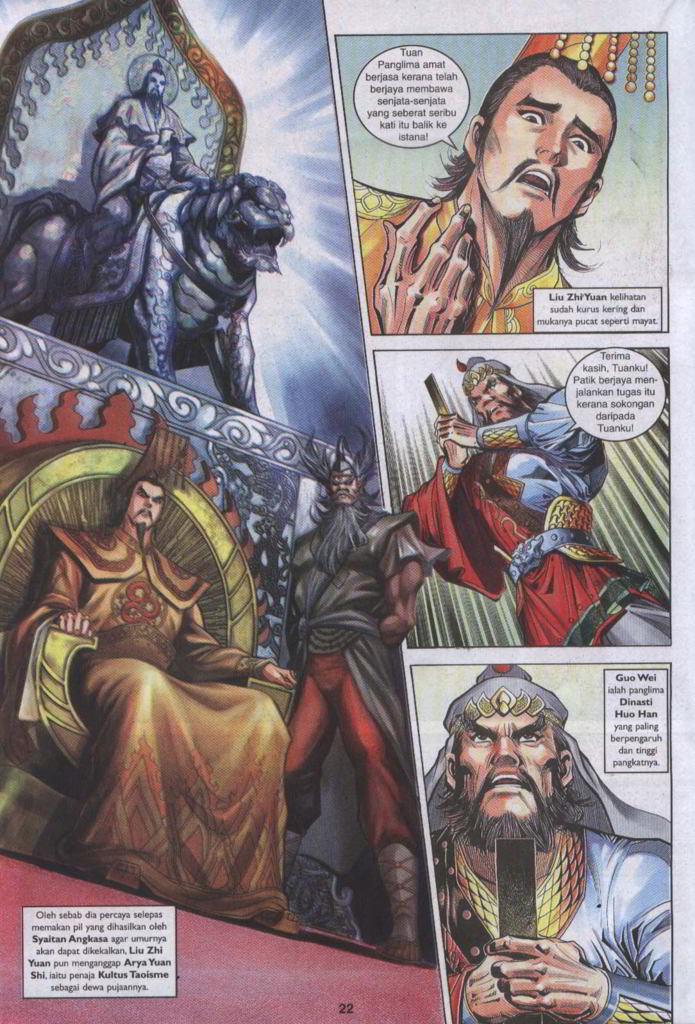 Tuan
Panglima amat
berjasa kerana telah
berjaya membawa
senjata-senjata
yang seberat seribu
kati itu balik ke
istana!
Liu Zhi Yuan kelihatan
sudah kurus kering dan
mukanya pucat seperti mayat.
Terima
kasih, Tuanku!
Patik berjaya men-
jalankan tugas itu
kerana sokongan
daripada
Tuanku!
Guo Wei
ialah panglima
Dinasti
Huo Han
yang paling
berpengaruh
dan tinggi
pangkatnya.
Oleh sebab dia percaya selepas
memakan pil yang dihasilkan oleh
Syaitan Angkasa agar umurnya
akan dapat dikekalkan, Liu Zhi
Yuan pun menganggap Arya Yuan
Shi, iaitu penaja Kultus Taoisme
sebagai dewa pujaannya.
22